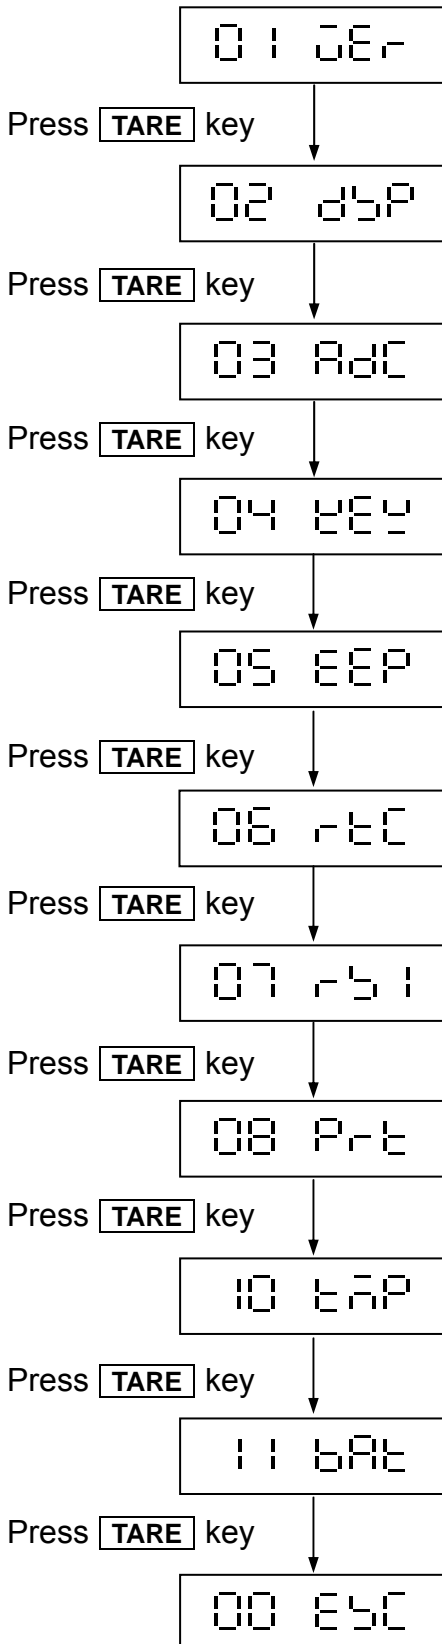 01 VEr
Press TARE key
02 dSP
Press TARE key
03 AdC
Press TARE key
04 KEY
Press TARE key
05 EEP
Press TARE key
06 rtC
Press TARE key
07 rS1
Press TARE key
08 Prt
Press TARE key
10 tmP
Press TARE key
11 bAt
Press TARE key
00 ESC